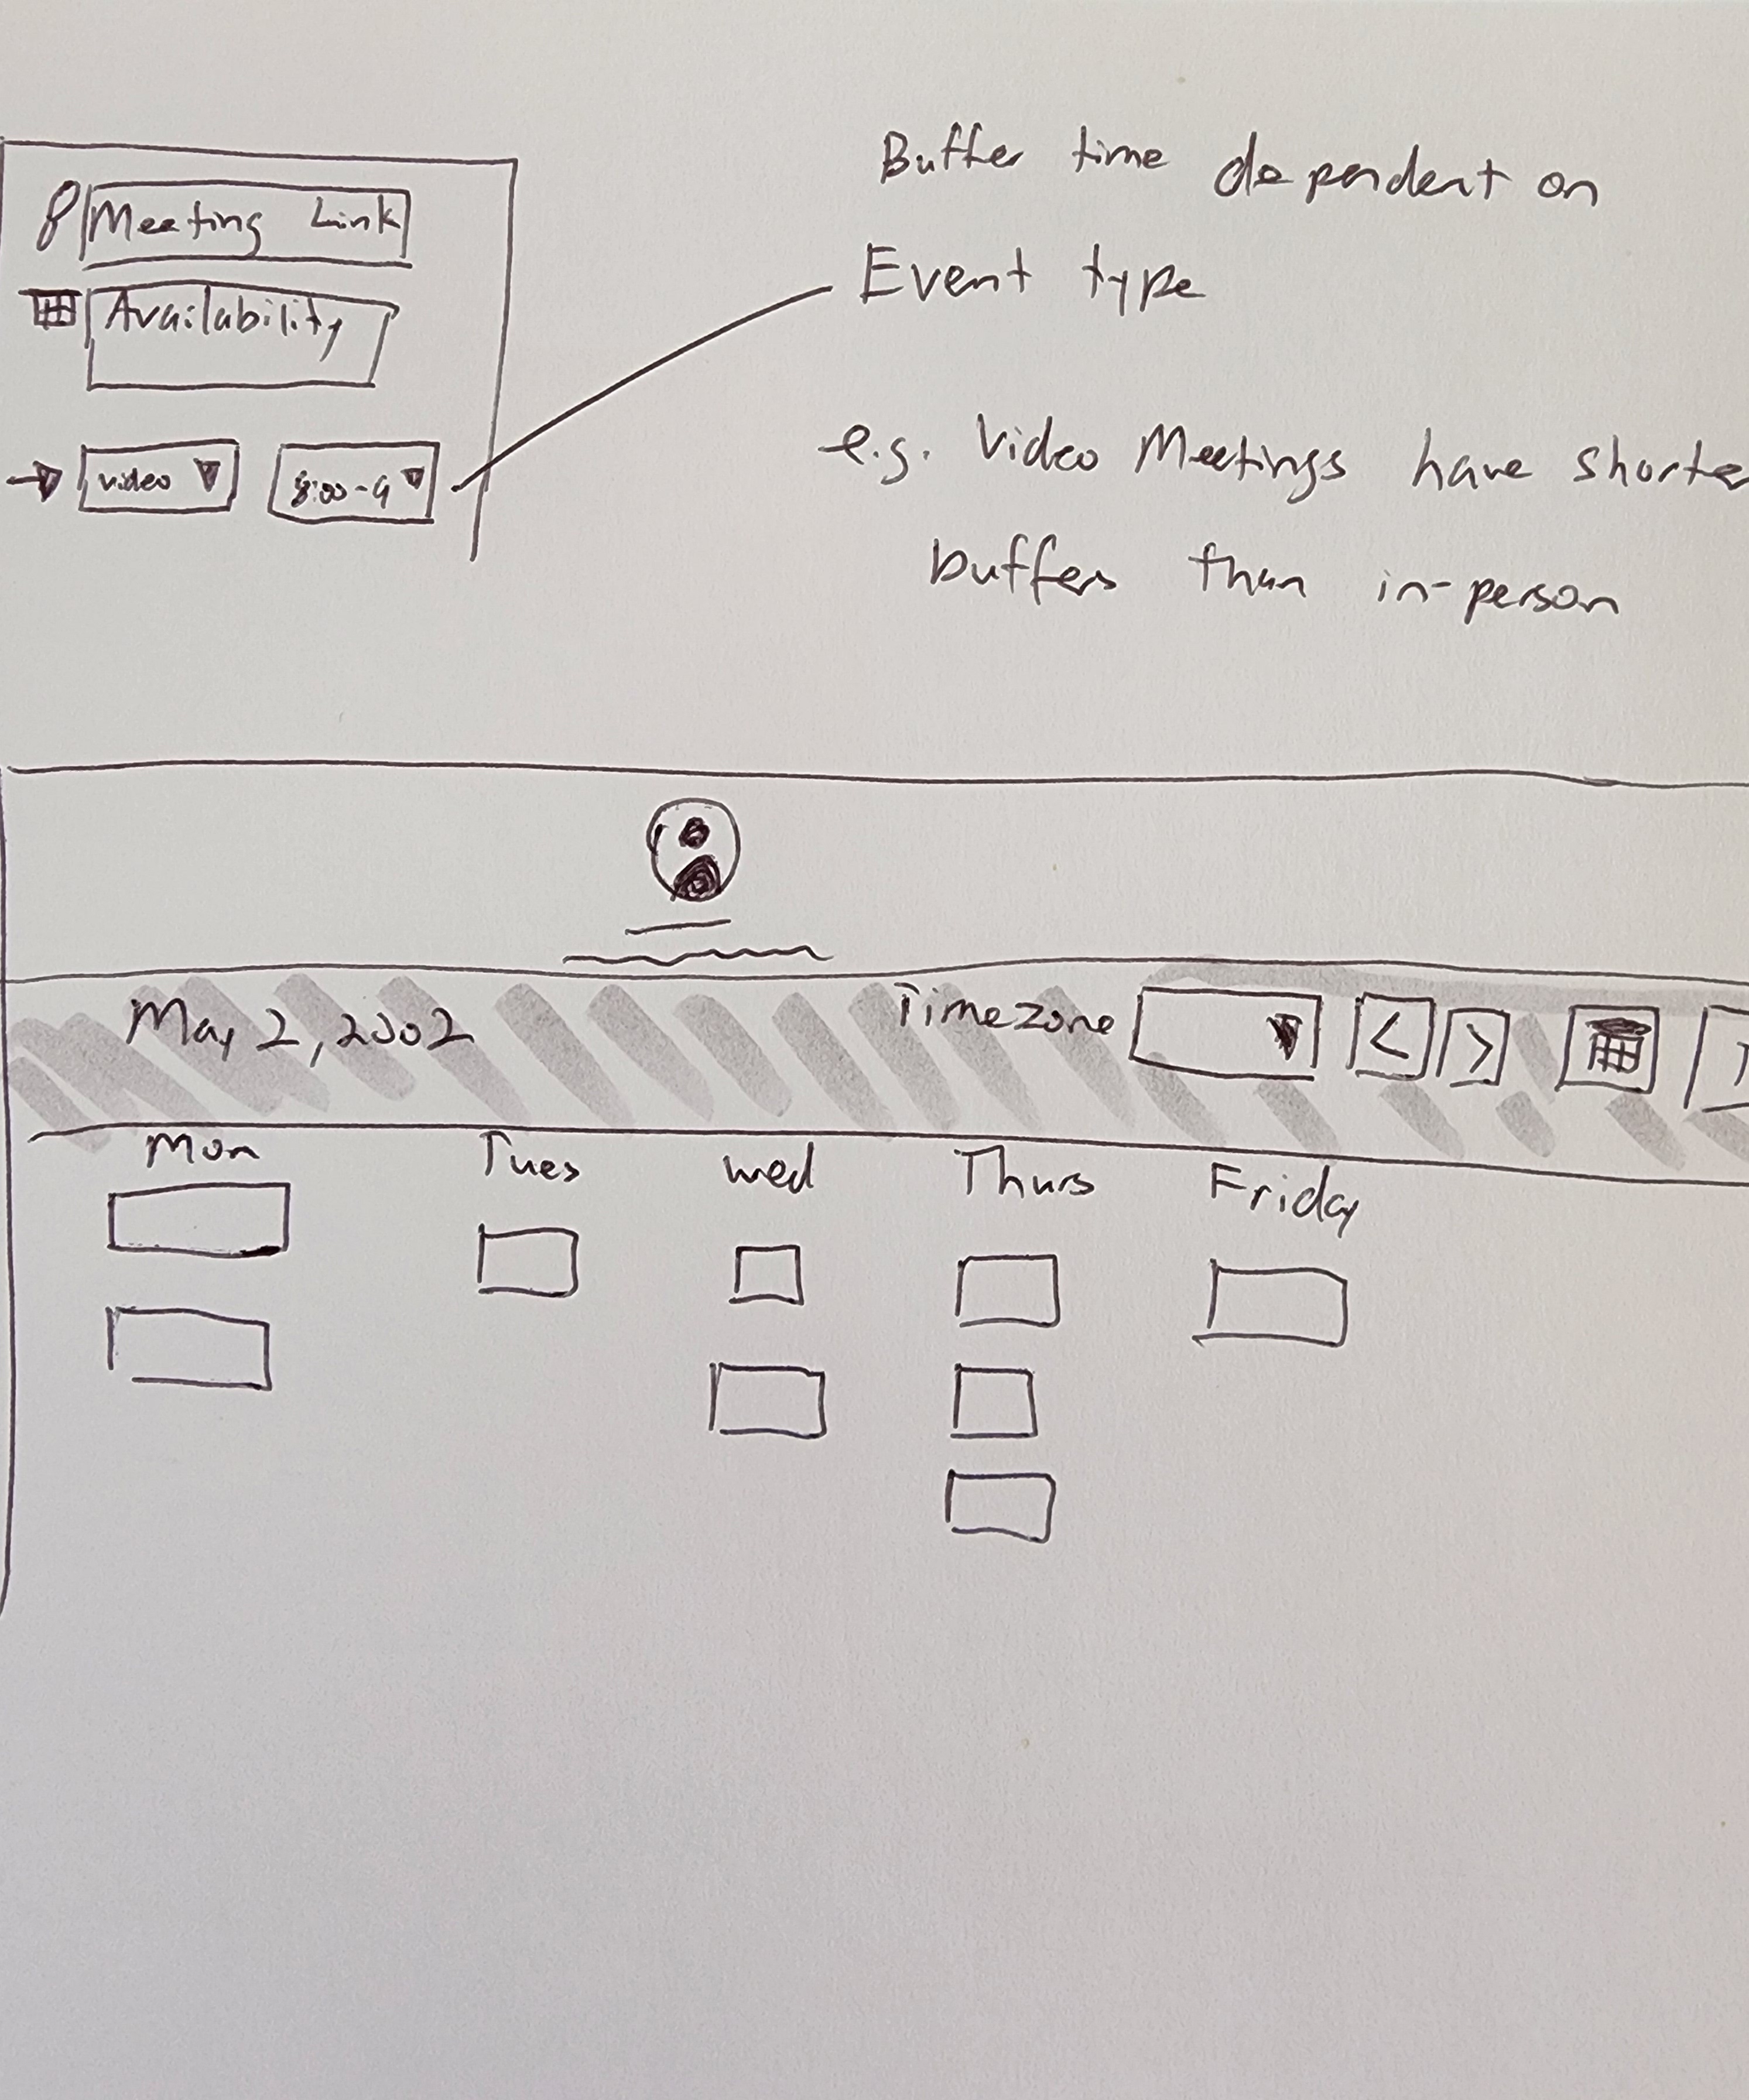 Meeting Link
Availability
video
8:00-9
Buffer time dependent on
Event type
e.g. Video Meetings have shorte
buffers than in-person
May 2, 2002
Timezone
< >
Mon Tues wed Thurs Friday